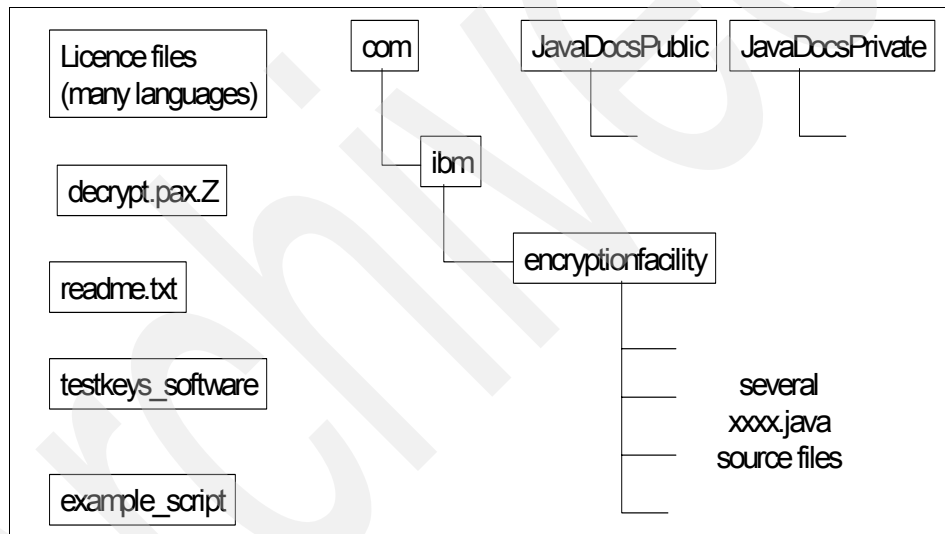 Licence files
(many languages)
com
JavaDocsPublic
JavaDocsPrivate
ibm
decrypt.pax.Z
encryptionfacility
readme.txt
testkeys_software
several
xxxx.java
source files
example_script